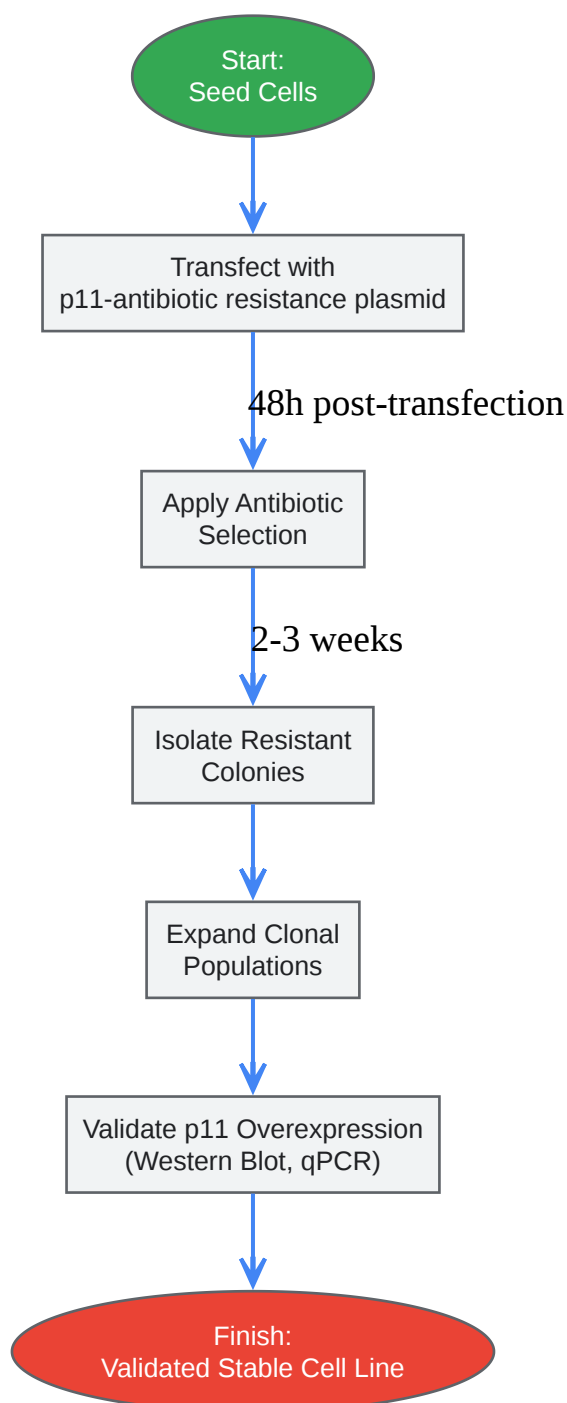 Start:
Seed Cells
Transfect with
p11-antibiotic resistance plasmid
48h post-transfection
Apply Antibiotic
Selection
2-3 weeks
Isolate Resistant
Colonies
Expand Clonal
Populations
Validate p11 Overexpression
(Western Blot, qPCR)
Finish:
Validated Stable Cell Line